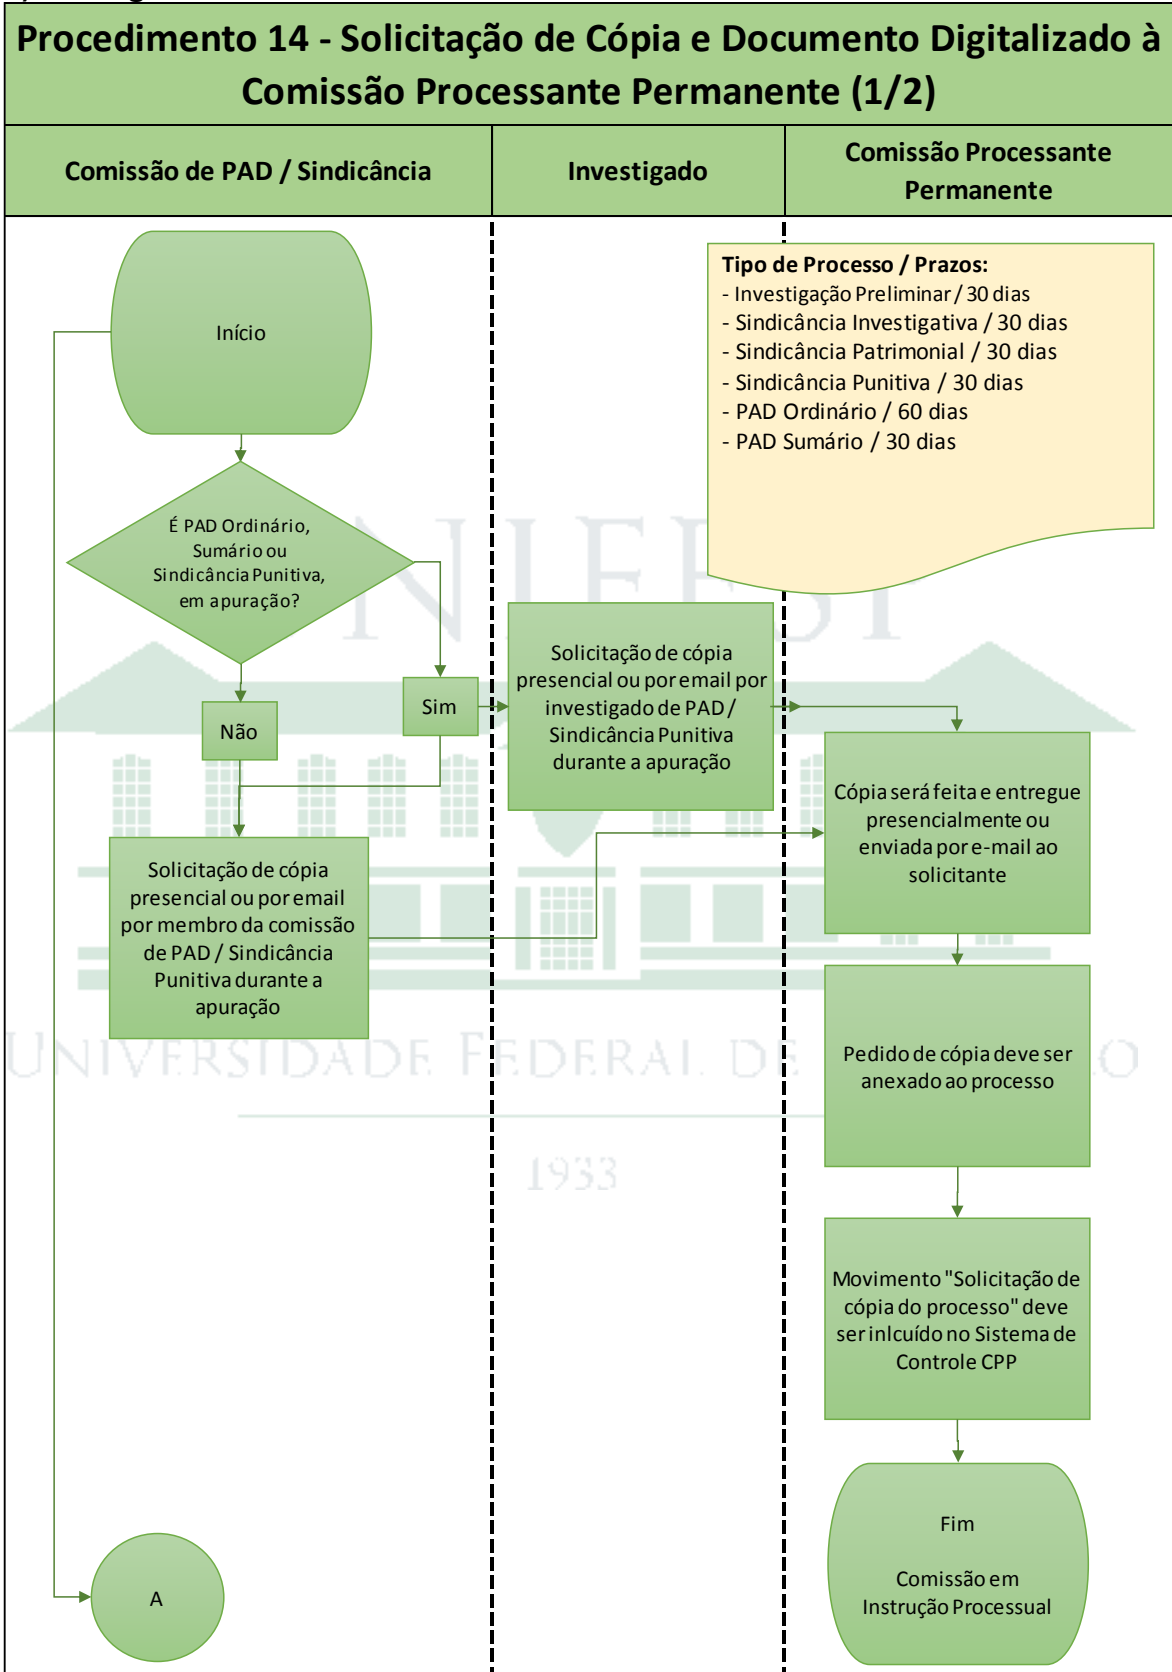 Procedimento 14 - Solicitação de Cópia e Documento Digitalizado à
Comissão Processante Permanente (1/2)
Comissão de PAD / Sindicância
Investigado
Comissão Processante
Permanente
Tipo de Processo / Prazos:
- Investigação Preliminar / 30 dias
- Sindicância Investigativa / 30 dias
- Sindicância Patrimonial / 30 dias
- Sindicância Punitiva / 30 dias
- PAD Ordinário / 60 dias
- PAD Sumário / 30 dias
Início
É PAD Ordinário,
Sumário ou
Sindicância Punitiva,
em apuração?
Sim
Não
Solicitação de cópia
presencial ou por email por
investigado de PAD /
Sindicância Punitiva
durante a apuração
Cópia será feita e entregue
presencialmente ou
enviada por e-mail ao
solicitante
Solicitação de cópia
presencial ou por email
por membro da comissão
de PAD / Sindicância
Punitiva durante a
apuração
Pedido de cópia deve ser
anexado ao processo
UNIVERSIDADE FEDERAL DE
1933
Movimento "Solicitação de
cópia do processo" deve
ser inlcuído no Sistema de
Controle CPP
Fim
Comissão em
Instrução Processual
A